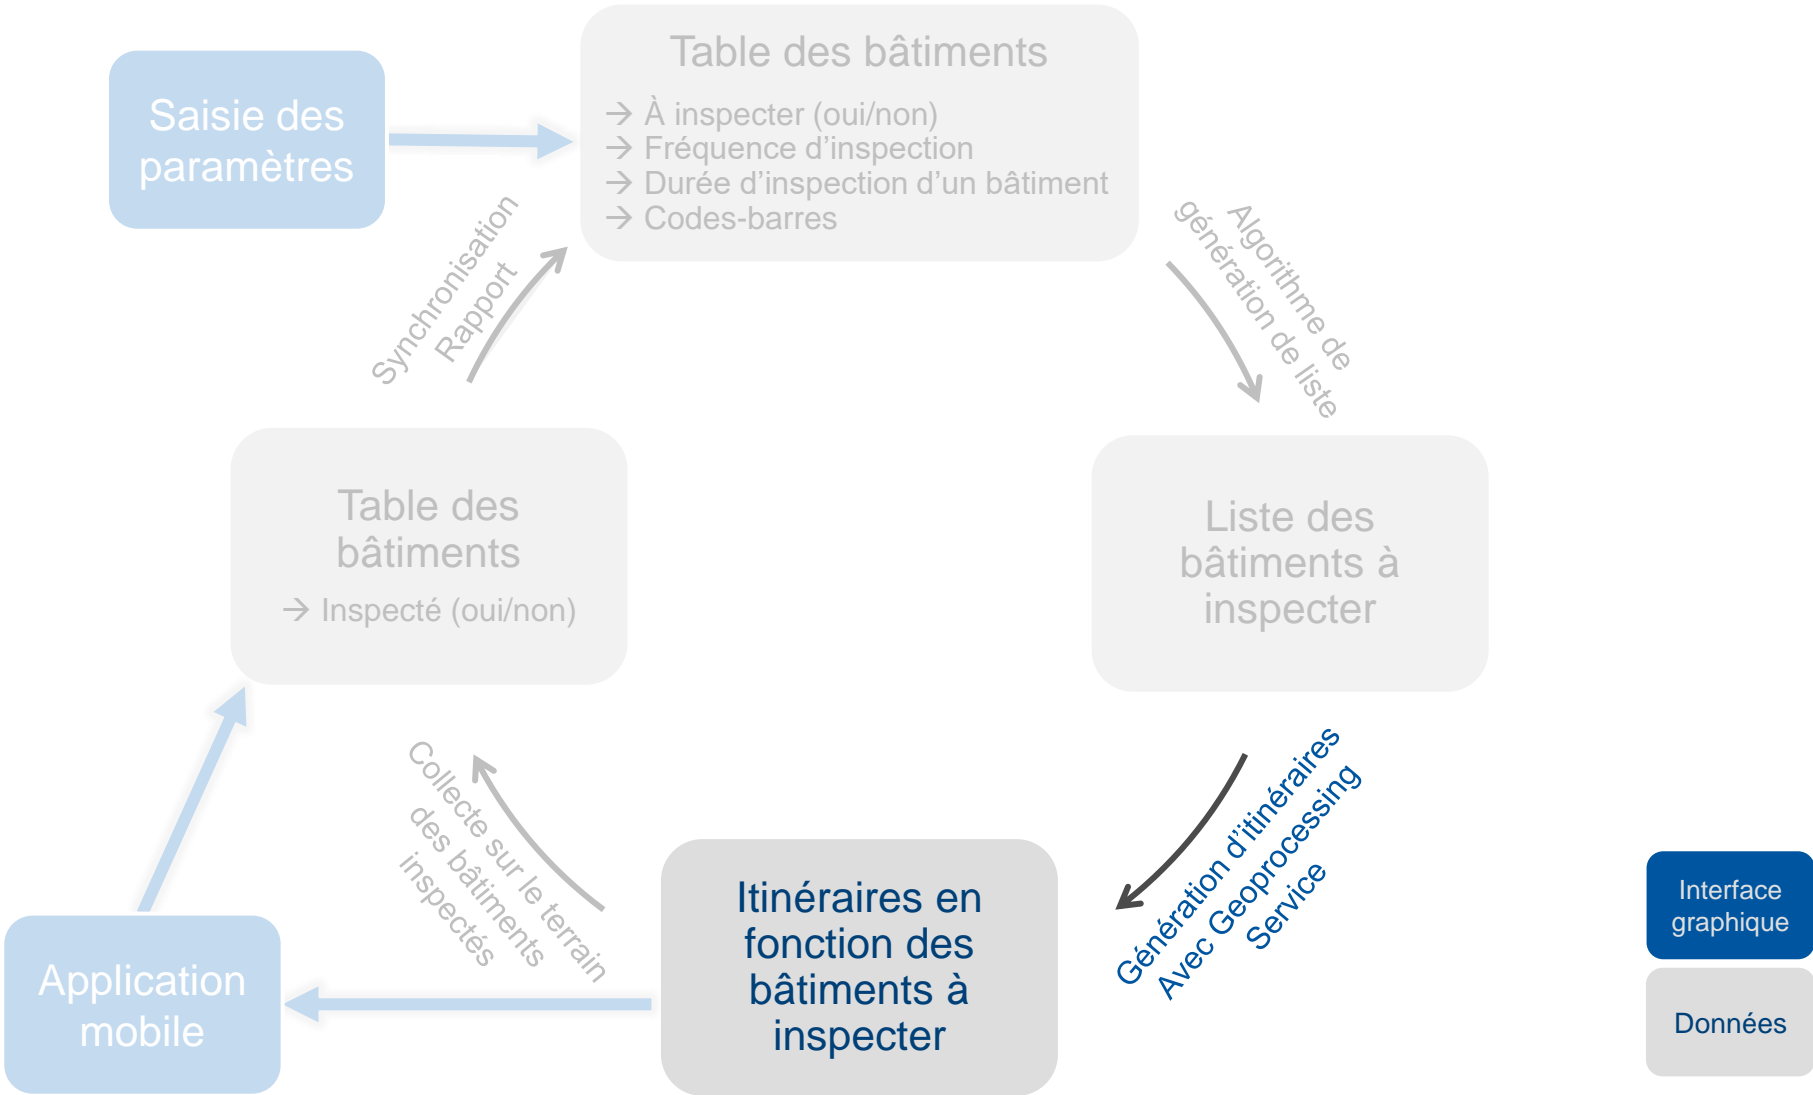 Table des bâtiments
→ À inspecter (oui/non)
→ Fréquence d'inspection
→ Durée d'inspection d'un bâtiment
→ Codes-barres
Saisie des
paramètres
Synchronisation
Rapport
Algorithme de
génération de liste
Table des
bâtiments
→ Inspecté (oui/non)
Liste des
bâtiments à
inspecter
Collecte sur le terrain
des bâtiments
inspectés
Génération d'itinéraires
Avec Geoprocessing
Service
Itinéraires en
fonction des
bâtiments à
inspecter
Application
mobile
Interface
graphique
Données